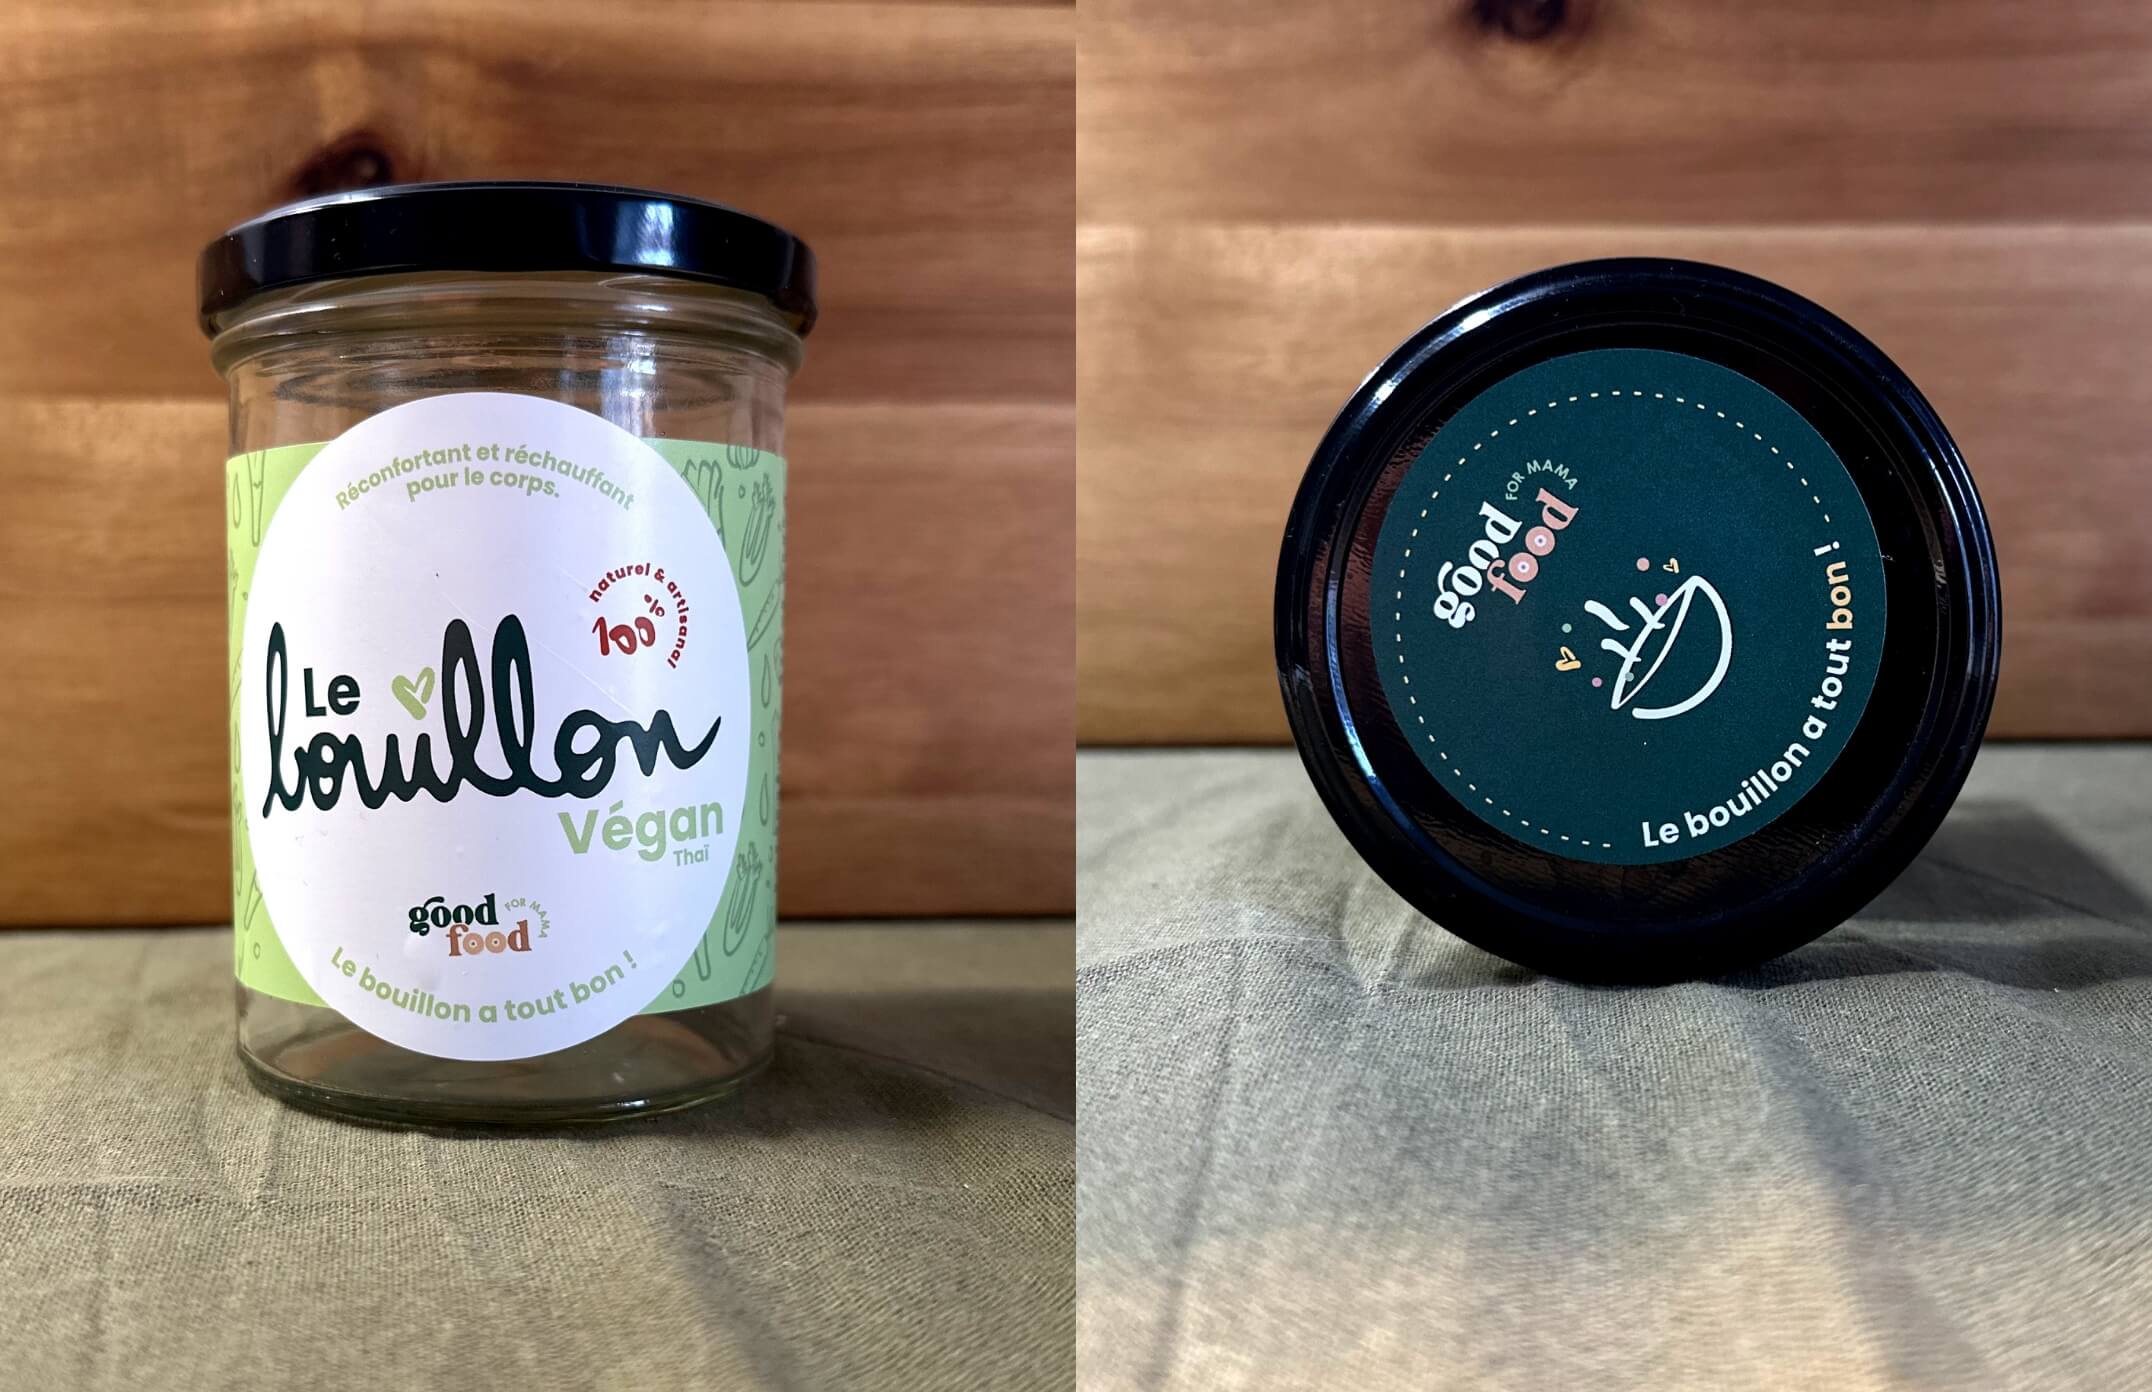 Réconfortant et réchauffant
pour le corps.
naturel & artisanal
100%
Le
bouillon
Végan
Thaï
good
FOR MAMA
food
Le bouillon a tout bon !
good
FOR MAMA
food
Le bouillon a tout bon !